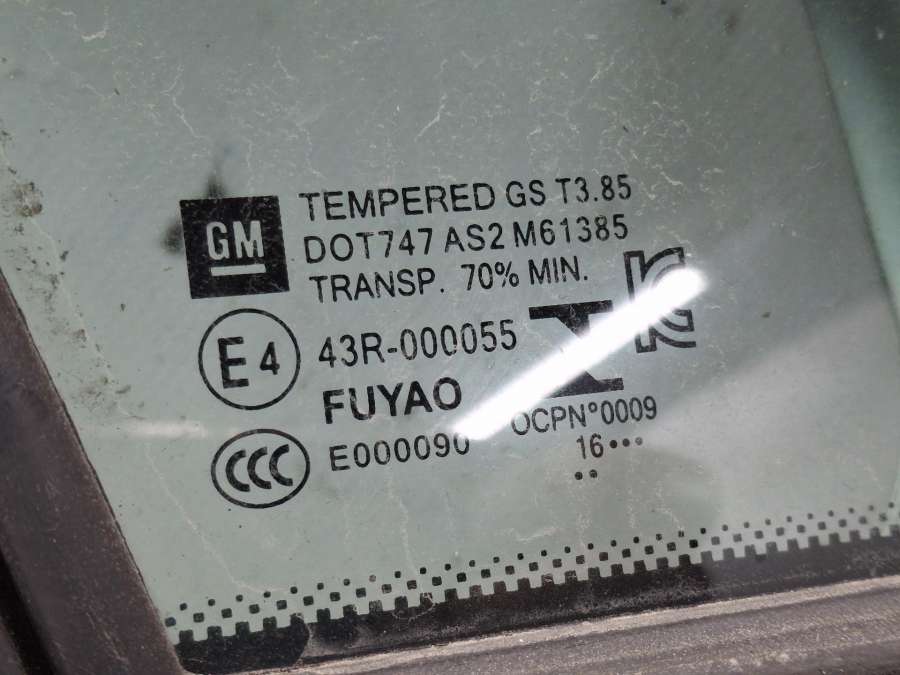 GM
TEMPERED GS T3.85
DOT747 AS2 M61385
TRANSP. 70% MIN.
E4
43R-000055
FUYAO
CCC
E000090
OCPN°0009
16•••
••